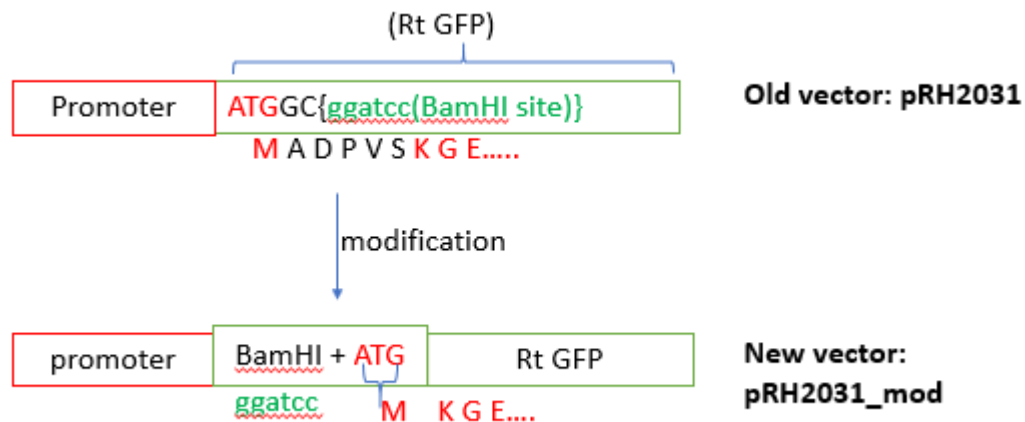 (Rt GFP)
Promoter ATGGC{ggatcc(BamHI site)} Old vector: pRH2031
M A D P V S K G E.....
modification
promoter BamHI + ATG Rt GFP New vector:
pRH2031_mod
ggatcc M K G E....